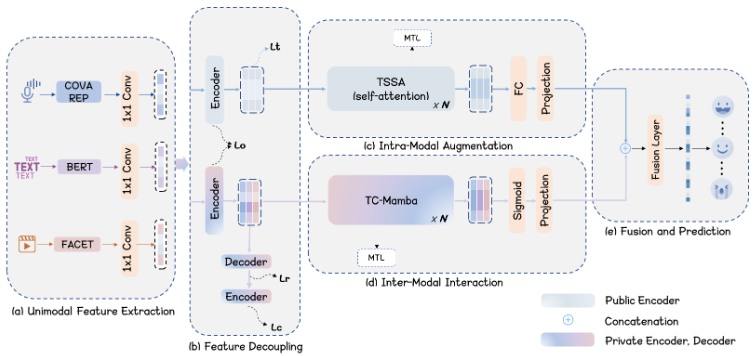 COVA
REP
1x1 Conv
TEXT
TEXT
TEXT
BERT
1x1 Conv
FACET
1x1 Conv
(a) Unimodal Feature Extraction
Encoder
Lt
Lo
Encoder
Decoder
Lr
Encoder
Lc
(b) Feature Decoupling
MTL
TSSA
(self-attention)
x N
FC
Projection
(c) Intra-Modal Augmentation
TC-Mamba
x N
Sigmoid
Projection
MTL
(d) Inter-Modal Interaction
Fusion Layer
(e) Fusion and Prediction
Public Encoder
Concatenation
Private Encoder, Decoder